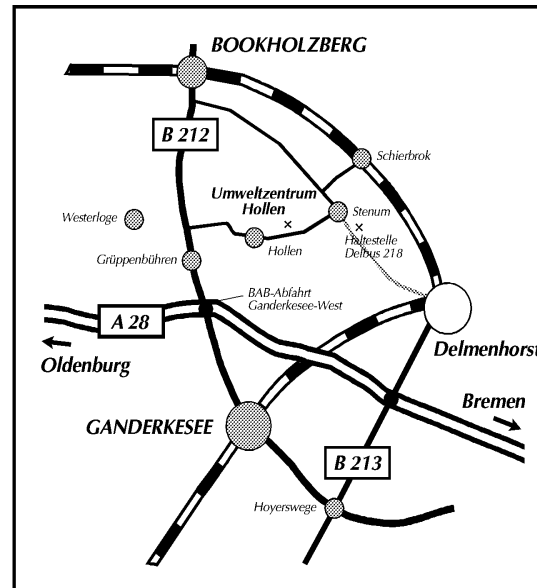 BOOKHOLZBERG
B 212
Schierbrok
Umweltzentrum
Hollen
Westerloge
Stenum
Haltestelle
Delbus 218
Hollen
Grüppenbühren
BAB-Abfahrt
Ganderkesee-West
A 28
Oldenburg
Delmenhorst
Bremen
GANDERKESEE
B 213
Hoyerswege